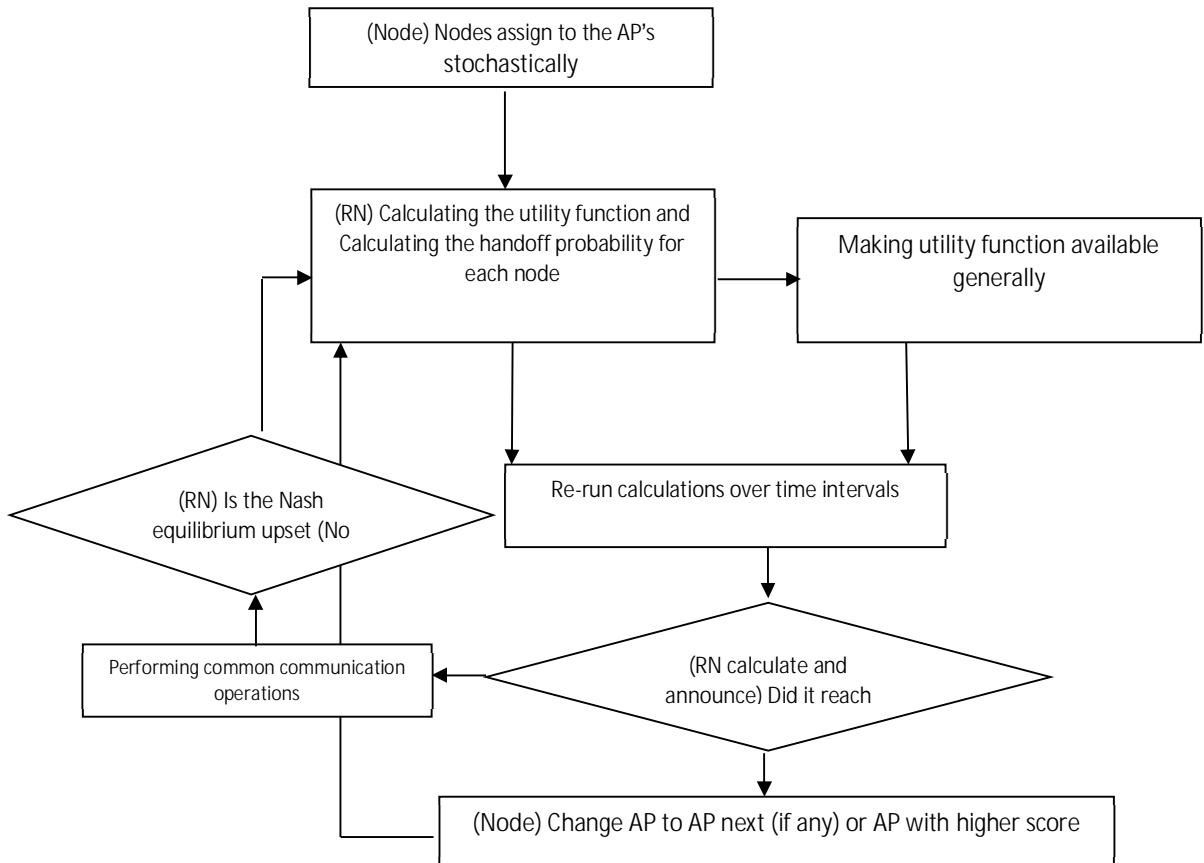 (Node) Nodes assign to the AP's
stochastically
(RN) Calculating the utility function and
Calculating the handoff probability for
each node
Making utility function available
generally
(RN) Is the Nash
equilibrium upset (No
Re-run calculations over time intervals
Performing common communication
operations
(RN calculate and
announce) Did it reach
(Node) Change AP to AP next (if any) or AP with higher score